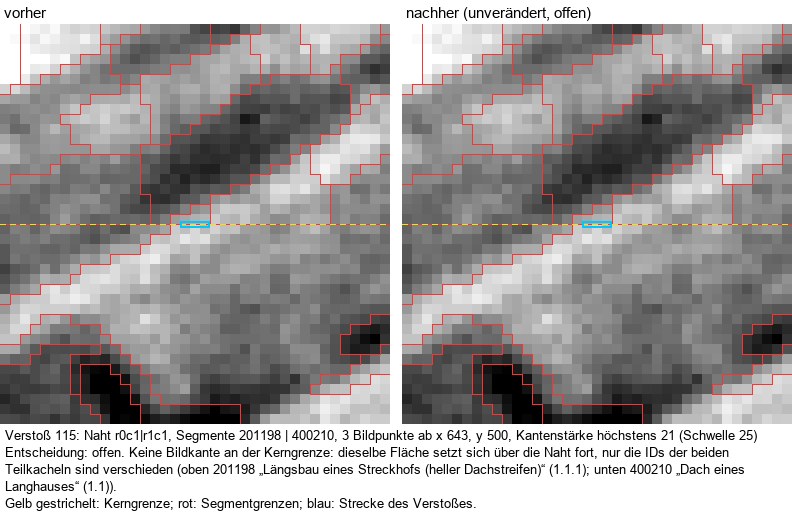 vorher
nachher (unverändert, offen)
Verstoß 115: Naht r0c1|r1c1, Segmente 201198 | 400210, 3 Bildpunkte ab x 643, y 500, Kantenstärke höchstens 21 (Schwelle 25)
Entscheidung: offen. Keine Bildkante an der Kerngrenze: dieselbe Fläche setzt sich über die Naht fort, nur die IDs der beiden
Teilkacheln sind verschieden (oben 201198 „Längsbau eines Streckhofs (heller Dachstreifen)“ (1.1.1); unten 400210 „Dach eines
Langhauses“ (1.1)).
Gelb gestrichelt: Kerngrenze; rot: Segmentgrenzen; blau: Strecke des Verstoßes.